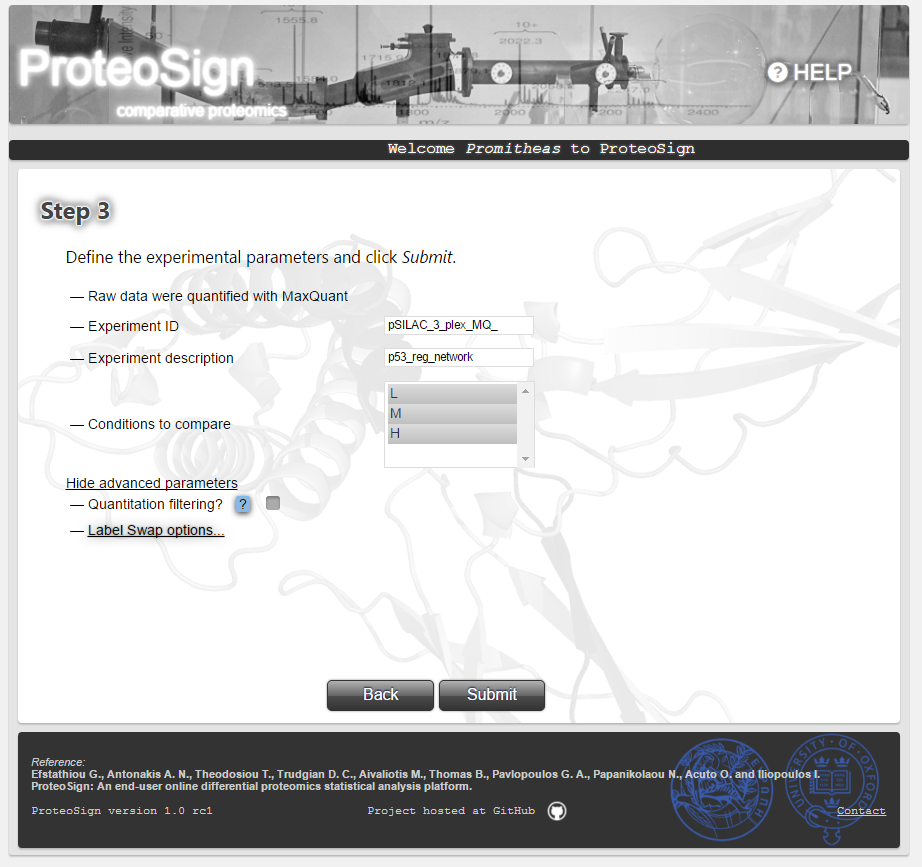 1555.8
10+
2022.3
ProteoSign
HELP
comparative proteomics
1800
2000
2200
2400
m/z
Welcome Promitheas to ProteoSign
Step 3
Define the experimental parameters and click Submit.
— Raw data were quantified with MaxQuant
— Experiment ID pSILAC_3_plex_MQ_
— Experiment description p53_reg_network
L
M
— Conditions to compare
H
Hide advanced parameters
— Quantitation filtering? ?
— Label Swap options...
Back Submit
Reference:
Efstathiou G., Antonakis A. N., Theodosiou T., Trudgian D. C., Aivaliotis M., Thomas B., Pavlopoulos G. A., Papanikolaou N., Acuto O. and Iliopoulos I.
ProteoSign: An end-user online differential proteomics statistical analysis platform.
ProteoSign version 1.0 rc1 Project hosted at GitHub Contact
UNIVERSITY OF OXFORD